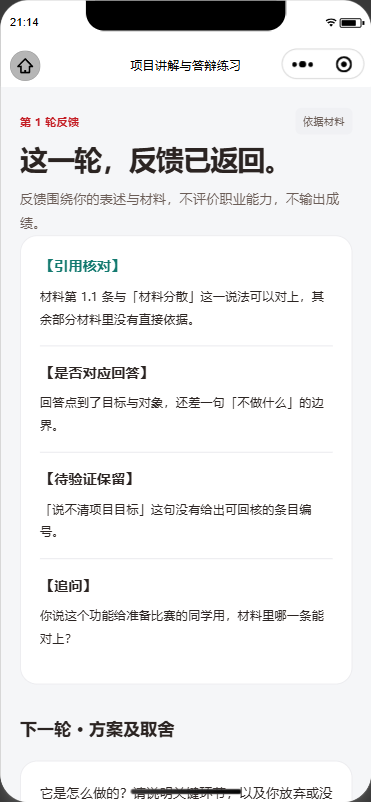 21:14
项目讲解与答辩练习
第 1 轮反馈
依据材料
这一轮，反馈已返回。
反馈围绕你的表述与材料，不评价职业能力，不输出成
绩。
【引用核对】
材料第 1.1 条与「材料分散」这一说法可以对上，其
余部分材料里没有直接依据。
【是否对应回答】
回答点到了目标与对象，还差一句「不做什么」的边
界。
【待验证保留】
「说不清项目目标」这句没有给出可回核的条目编
号。
【追问】
你说这个功能给准备比赛的同学用，材料里哪一条能
对上？
下一轮 · 方案及取舍
它是怎么做的？请说明关键环节，以及你放弃或没